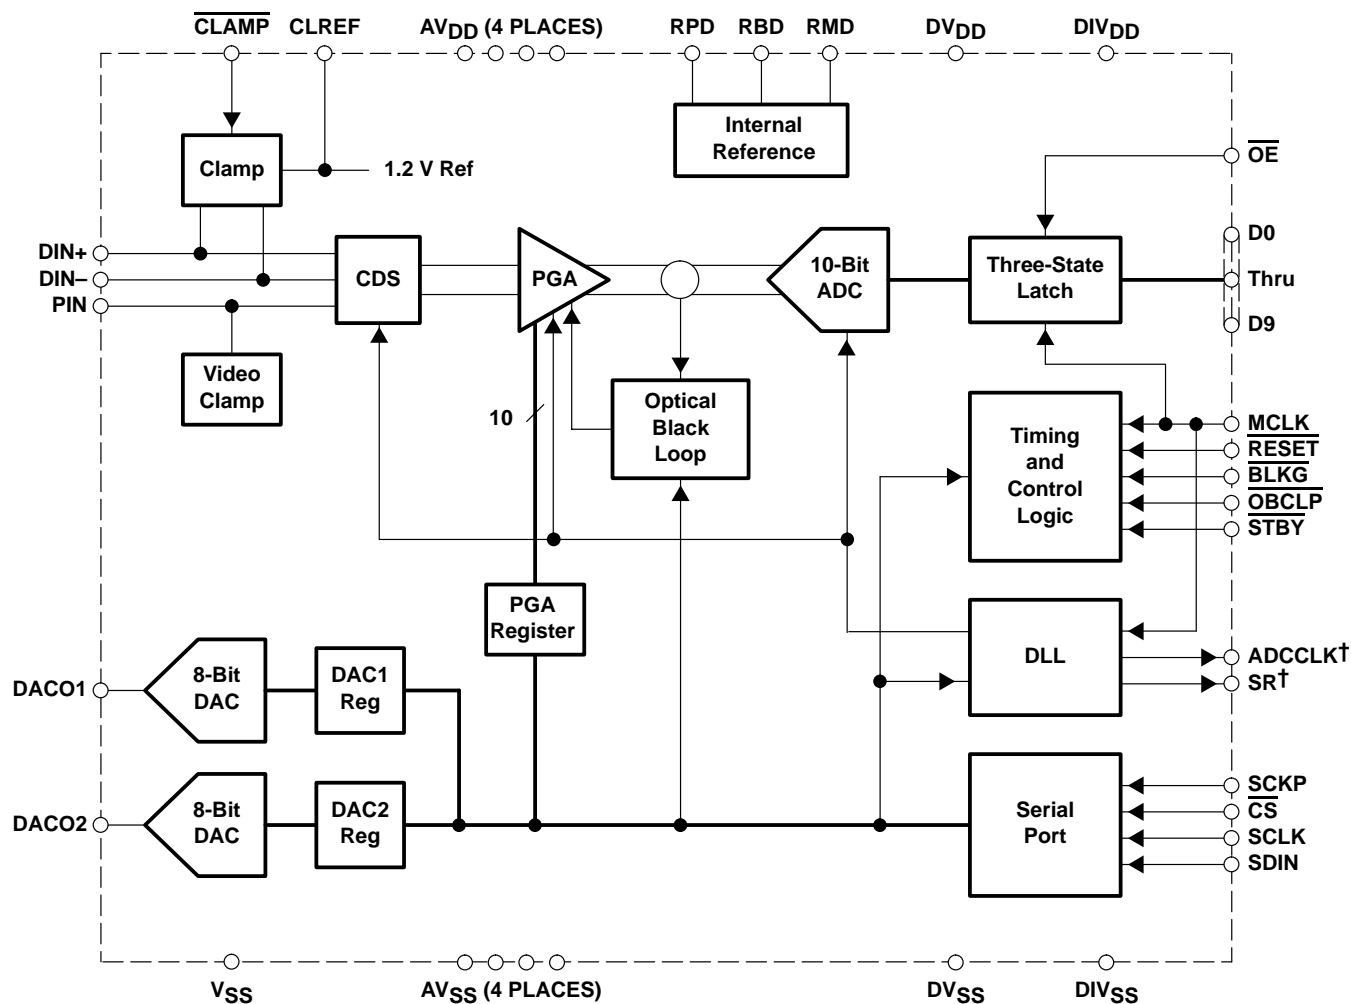 CLAMP CLREF AVDD (4 PLACES) RPD RBD RMD DVDD DIVDD
Internal
Reference
Clamp
1.2 V Ref
OE
DIN+
DIN–
PIN
CDS
PGA
10-Bit
ADC
Three-State
Latch
D0
Thru
D9
Video
Clamp
10
Optical
Black
Loop
Timing
and
Control
Logic
MCLK
RESET
BLKG
OBCLP
STBY
PGA
Register
DLL
ADCCLK†
SR†
DACO1
8-Bit
DAC
DAC1
Reg
DACO2
8-Bit
DAC
DAC2
Reg
Serial
Port
SCKP
CS
SCLK
SDIN
VSS AVSS (4 PLACES) DVSS DIVSS